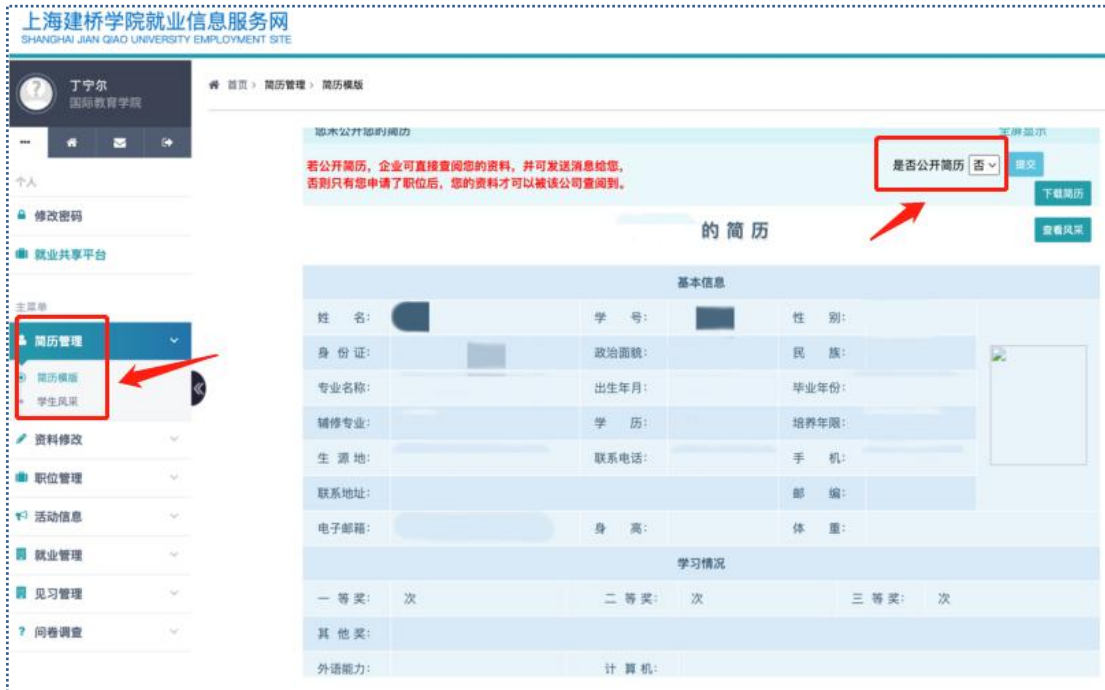 上海建桥学院就业信息服务网
SHANGHAI JIAN QIAO UNIVERSITY EMPLOYMENT SITE
丁宁尔
国际教育学院
首页 > 简历管理 > 简历模版
个人
修改密码
就业共享平台
主菜单
简历管理
简历模版
学生风采
资料修改
职位管理
活动信息
就业管理
见习管理
问卷调查
您未公开您的简历
全屏显示
若公开简历，企业可直接查阅您的资料，并可发送消息给您，
否则只有您申请了职位后，您的资料才可以被该公司查阅到。
是否公开简历 否 提交
下载简历
的 简 历
查看风采
基本信息
姓 名： 学 号： 性 别：
身 份 证： 政治面貌： 民 族：
专业名称： 出生年月： 毕业年份：
辅修专业： 学 历： 培养年限：
生 源 地： 联系电话： 手 机：
联系地址： 邮 编：
电子邮箱： 身 高： 体 重：
学习情况
一 等 奖： 次 二 等 奖： 次 三 等 奖： 次
其 他 奖：
外语能力： 计 算 机：